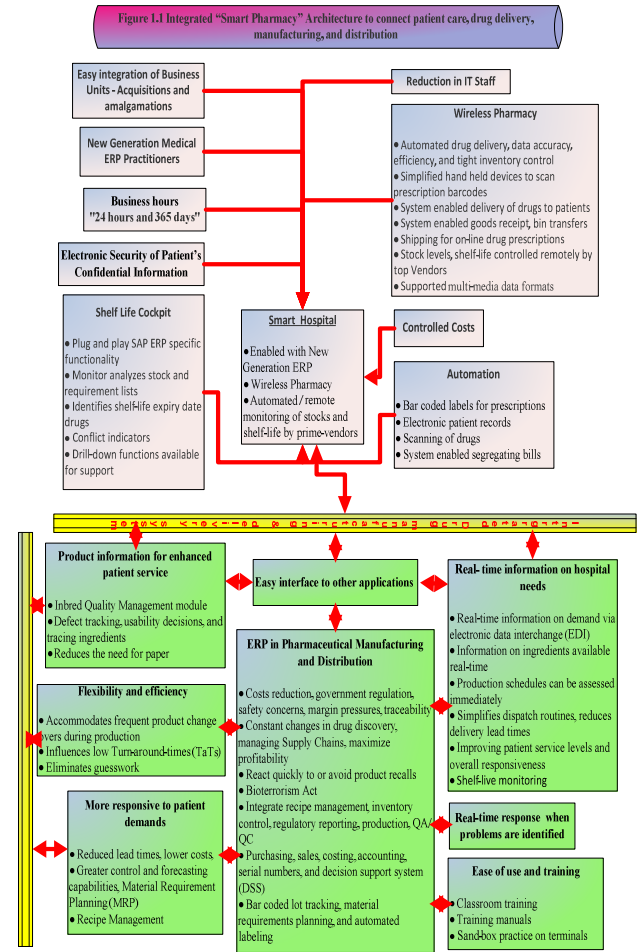 Figure 1.1 Integrated “Smart Pharmacy” Architecture to connect patient care, drug delivery,
manufacturing, and distribution
Easy integration of Business
Units - Acquisitions and
amalgamations
New Generation Medical
ERP Practitioners
Business hours
"24 hours and 365 days"
Electronic Security of Patient’s
Confidential Information
Reduction in IT Staff
Wireless Pharmacy
● Automated drug delivery, data accuracy,
efficiency, and tight inventory control
● Simplified hand held devices to scan
prescription barcodes
● System enabled delivery of drugs to patients
● System enabled goods receipt, bin transfers
● Shipping for on-line drug prescriptions
● Stock levels, shelf-life controlled remotely by
top Vendors
● Supported multi-media data formats
Shelf Life Cockpit
● Plug and play SAP ERP specific
functionality
● Monitor analyzes stock and
requirement lists
● Identifies shelf-life expiry date
drugs
● Conflict indicators
● Drill-down functions available
for support
Smart Hospital
● Enabled with New
Generation ERP
● Wireless Pharmacy
● Automated / remote
monitoring of stocks and
shelf-life by prime-vendors
Controlled Costs
Automation
● Bar coded labels for prescriptions
● Electronic patient records
● Scanning of drugs
● System enabled segregating bills
Intergrated Drug manufacturing & delivery system
Product information for enhanced
patient service
● Inbred Quality Management module
● Defect tracking, usability decisions, and
tracing ingredients
● Reduces the need for paper
Easy interface to other applications
Real- time information on hospital
needs
● Real-time information on demand via
electronic data interchange (EDI)
● Information on ingredients available
real-time
● Production schedules can be assessed
immediately
● Simplifies dispatch routines, reduces
delivery lead times
● Improving patient service levels and
overall responsiveness
● Shelf-live monitoring
ERP in Pharmaceutical Manufacturing
and Distribution
● Costs reduction, government regulation,
safety concerns, margin pressures, traceability
● Constant changes in drug discovery,
managing Supply Chains, maximize
profitability
● React quickly to or avoid product recalls
● Bioterrorism Act
● Integrate recipe management, inventory
control, regulatory reporting, production, QA/
QC
● Purchasing, sales, costing, accounting,
serial numbers, and decision support system
(DSS)
● Bar coded lot tracking, material
requirements planning, and automated
labeling
Flexibility and efficiency
● Accommodates frequent product change
overs during production
● Influences low Turn-around-times (TaTs)
● Eliminates guesswork
More responsive to patient
demands
● Reduced lead times, lower costs,
● Greater control and forecasting
capabilities, Material Requirement
Planning (MRP)
● Recipe Management
Real-time response when
problems are identified
Ease of use and training
● Classroom training
● Training manuals
● Sand-box practice on terminals